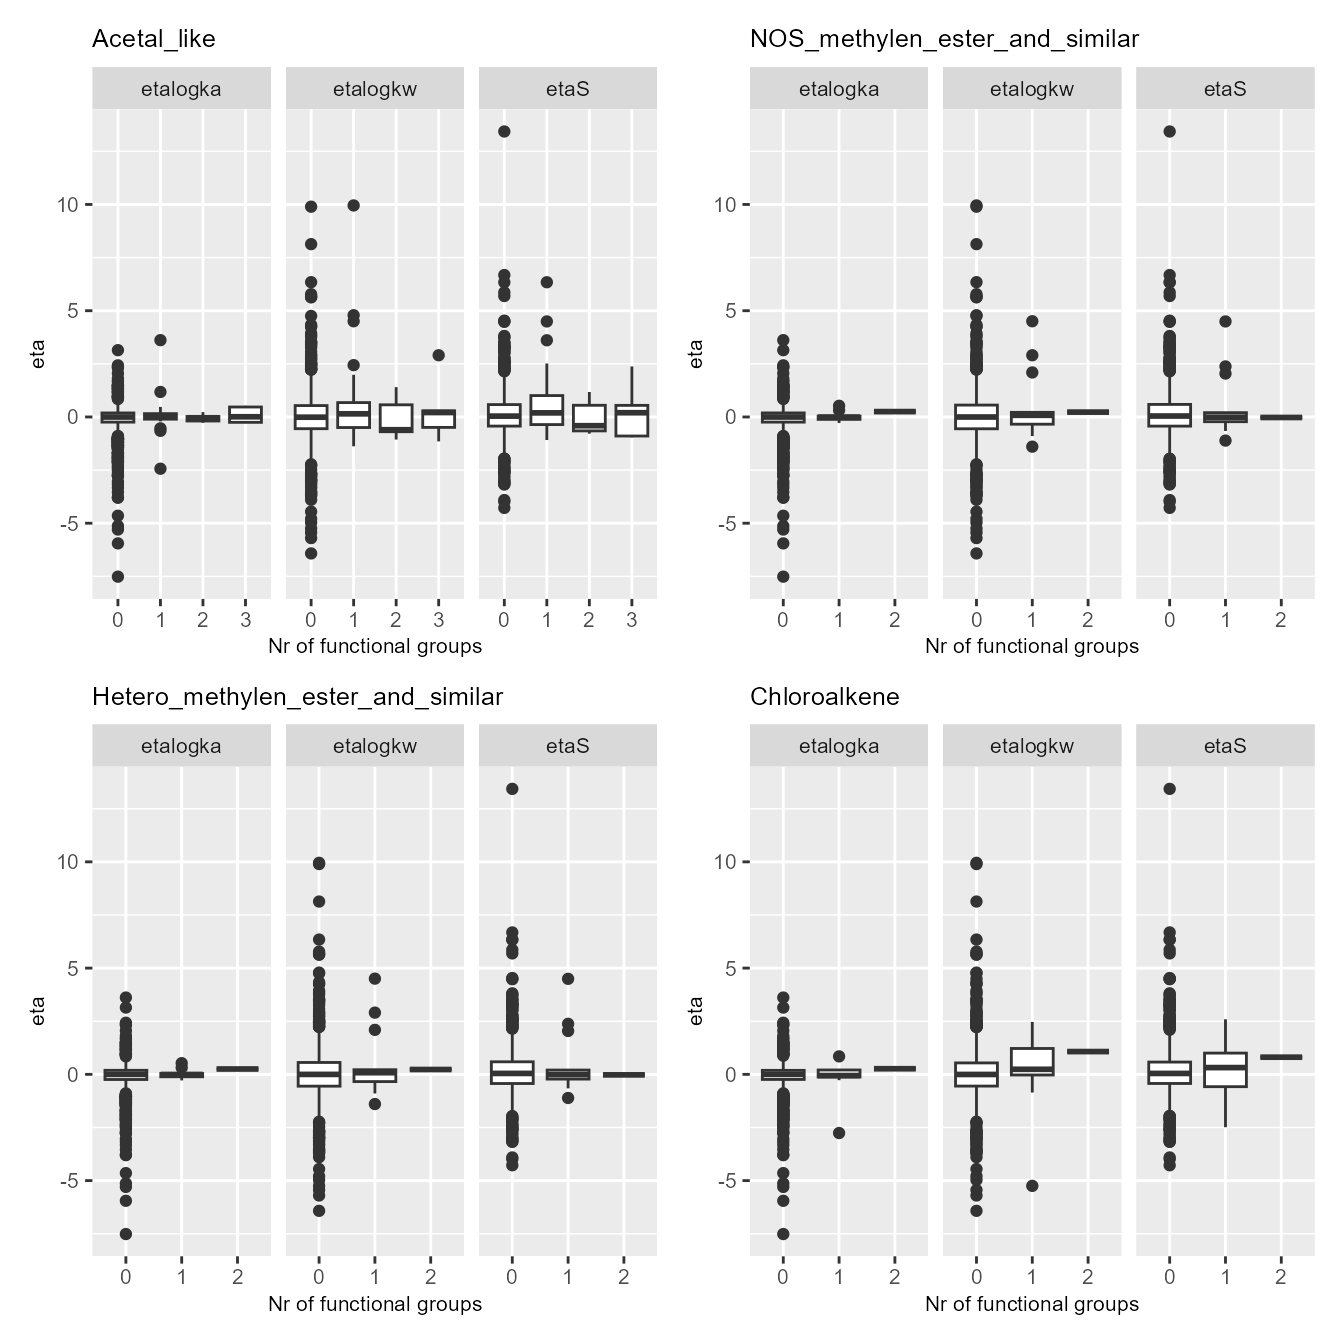 Acetal_like
etalogka etalogkw etaS
10
5
0
-5
eta
0 1 2 3 0 1 2 3 0 1 2 3
Nr of functional groups
NOS_methylen_ester_and_similar
etalogka etalogkw etaS
10
5
0
-5
eta
0 1 2 0 1 2 0 1 2
Nr of functional groups
Hetero_methylen_ester_and_similar
etalogka etalogkw etaS
10
5
0
-5
eta
0 1 2 0 1 2 0 1 2
Nr of functional groups
Chloroalkene
etalogka etalogkw etaS
10
5
0
-5
eta
0 1 2 0 1 2 0 1 2
Nr of functional groups